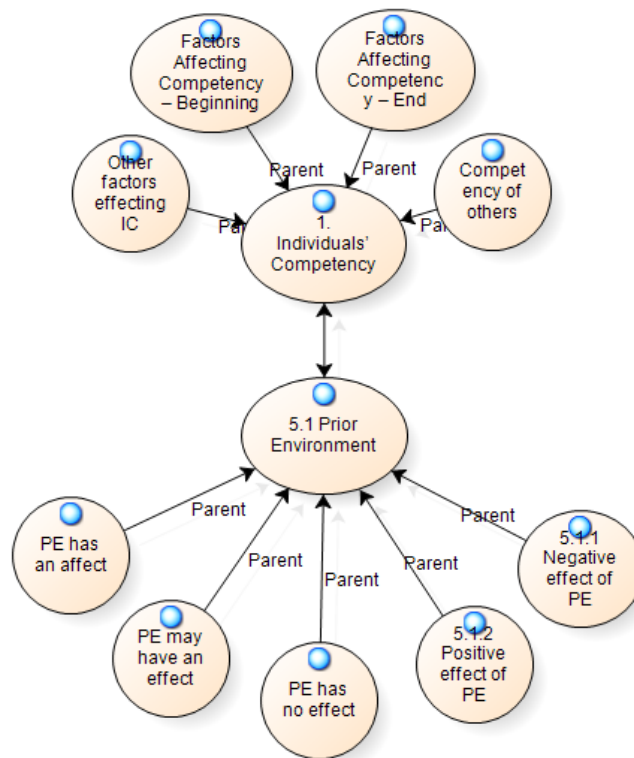 Factors
Affecting
Competency
– Beginning
Factors
Affecting
Competenc
y – End
Other
factors
effecting
IC
Parent
Parent
Compet
ency of
others
Parent
Parent
1.
Individuals’
Competency
5.1 Prior
Environment
PE has
an affect
Parent
PE may
have an
effect
Parent
PE has
no effect
Parent
5.1.2
Positive
effect of
PE
Parent
5.1.1
Negative
effect of
PE
Parent